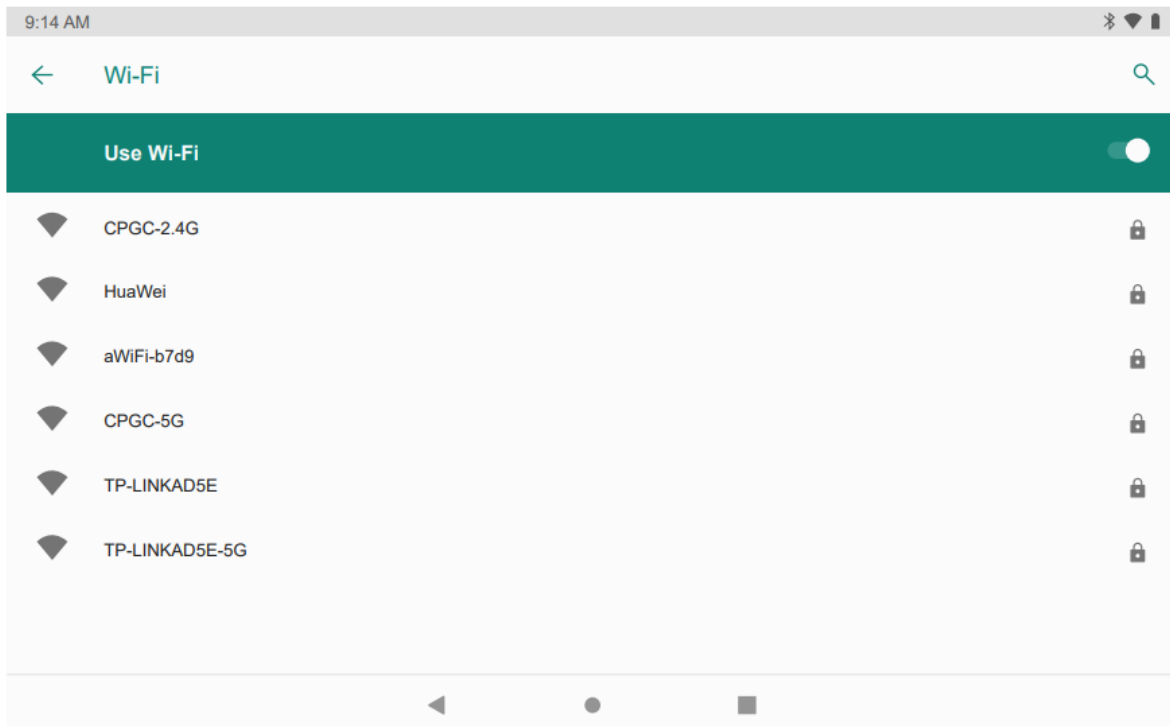 9:14 AM
Wi-Fi
Use Wi-Fi
CPGC-2.4G
HuaWei
aWiFi-b7d9
CPGC-5G
TP-LINKAD5E
TP-LINKAD5E-5G